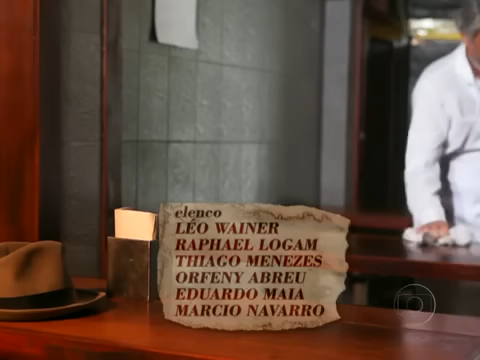 elenco
LÉO WAINER
RAPHAEL LOGAM
THIAGO MENEZES
ORFENY ABREU
EDUARDO MAIA
MARCIO NAVARRO